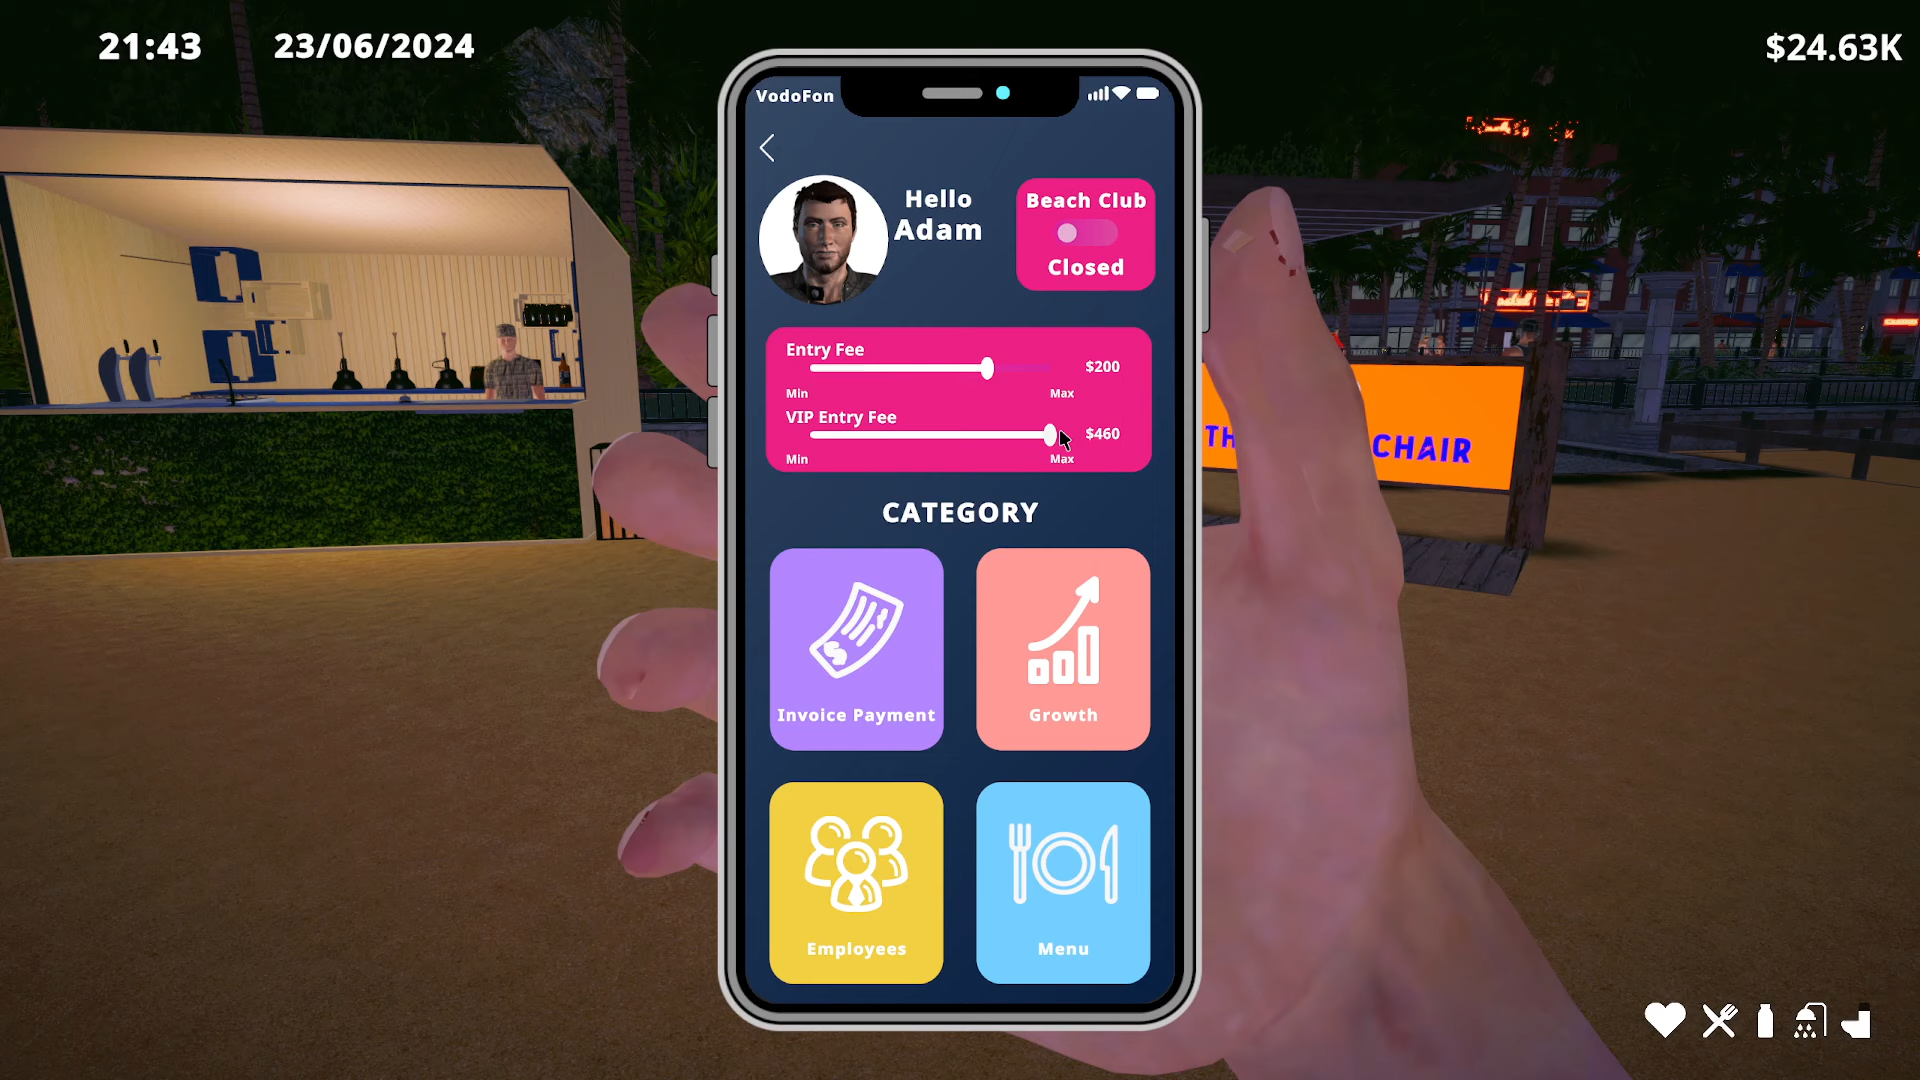 21:43
23/06/2024
$24.63K
VodoFon
Hello
Adam
Beach Club
Closed
Entry Fee
$200
Min
Max
VIP Entry Fee
$460
Min
Max
TH
CHAIR
CATEGORY
Invoice Payment
Growth
Employees
Menu